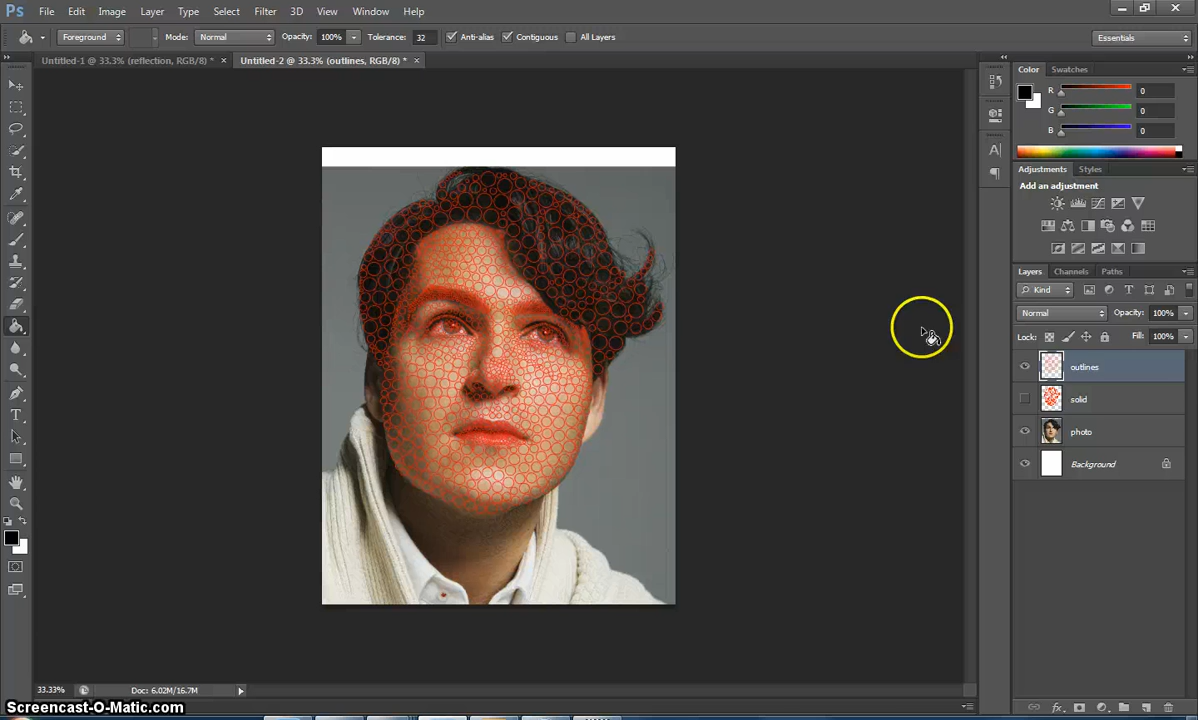 Ps File Edit Image Layer Type Select Filter 3D View Window Help
Foreground Mode: Normal Opacity: 100% Tolerance: 32 Anti-alias Contiguous All Layers Essentials
Untitled-1 @ 33.3% (reflection, RGB/8) * × Untitled-2 @ 33.3% (outlines, RGB/8) * ×
Color Swatches
R 0
G 0
B 0
Adjustments Styles
Add an adjustment
Layers Channels Paths
Kind
Normal Opacity: 100%
Lock: Fill: 100%
outlines
solid
photo
Background
33.33% Doc: 6.02M/16.7M
Screencast-O-Matic.com